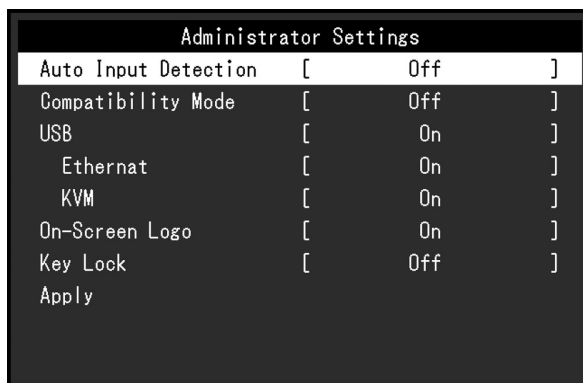 Administrator Settings
Auto Input Detection [ Off ]
Compatibility Mode [ Off ]
USB [ On ]
Ethernat [ On ]
KVM [ On ]
On-Screen Logo [ On ]
Key Lock [ Off ]
Apply